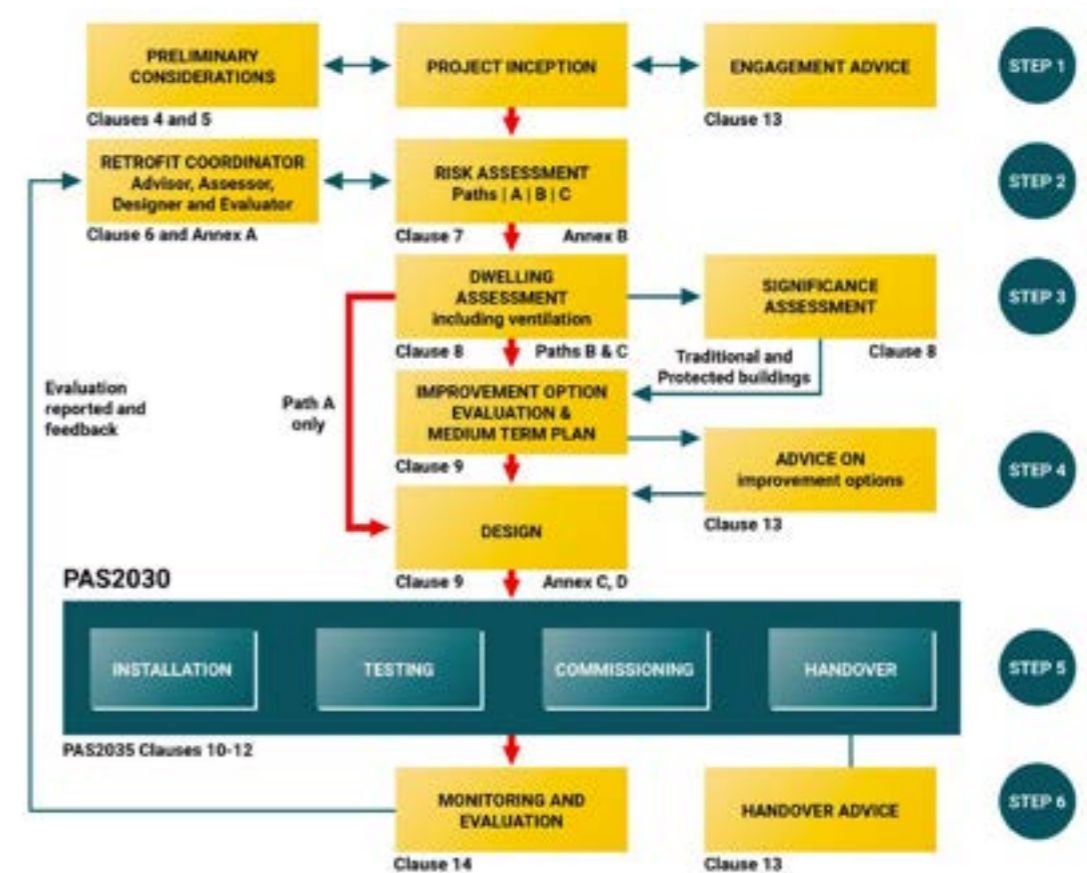 PRELIMINARY
CONSIDERATIONS
PROJECT INCEPTION
ENGAGEMENT ADVICE
STEP 1
Clauses 4 and 5
Clause 13
RETROFIT COORDINATOR
Advisor, Assessor,
Designer and Evaluator
RISK ASSESSMENT
Paths | A | B | C
STEP 2
Clause 6 and Annex A
Clause 7
Annex B
DWELLING
ASSESSMENT
including ventilation
SIGNIFICANCE
ASSESSMENT
STEP 3
Clause 8
Paths B & C
Traditional and
Protected buildings
Clause 8
Evaluation
reported and
feedback
Path A
only
IMPROVEMENT OPTION
EVALUATION &
MEDIUM TERM PLAN
Clause 9
ADVICE ON
improvement options
STEP 4
Clause 13
DESIGN
Clause 9
Annex C, D
PAS2030
INSTALLATION
TESTING
COMMISSIONING
HANDOVER
STEP 5
PAS2035 Clauses 10-12
MONITORING AND
EVALUATION
HANDOVER ADVICE
STEP 6
Clause 14
Clause 13